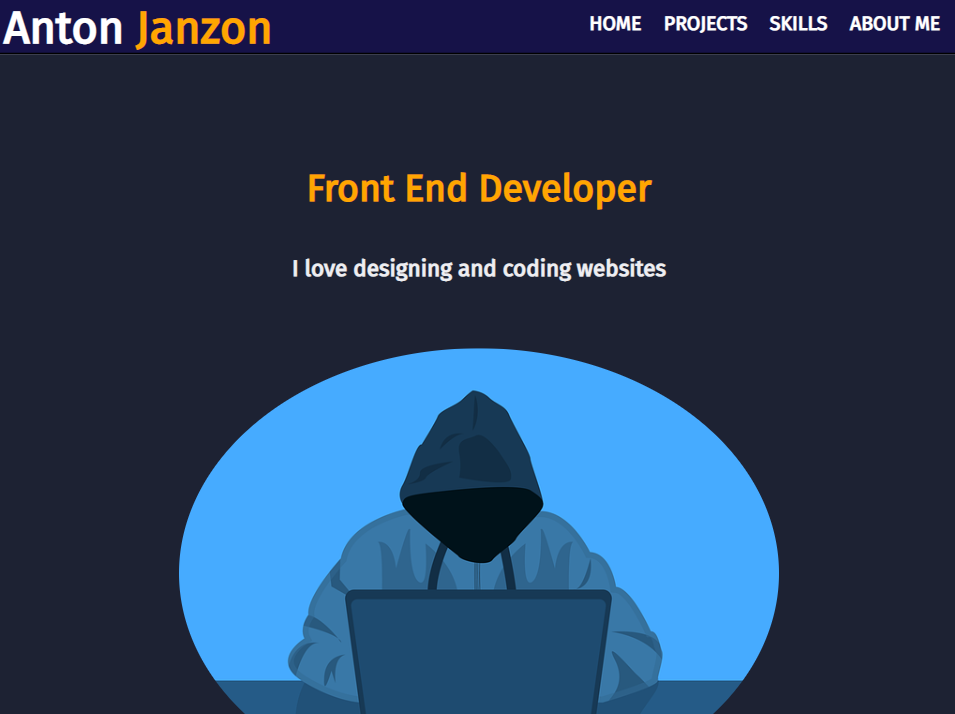 Anton Janzon
HOME PROJECTS SKILLS ABOUT ME
Front End Developer
I love designing and coding websites